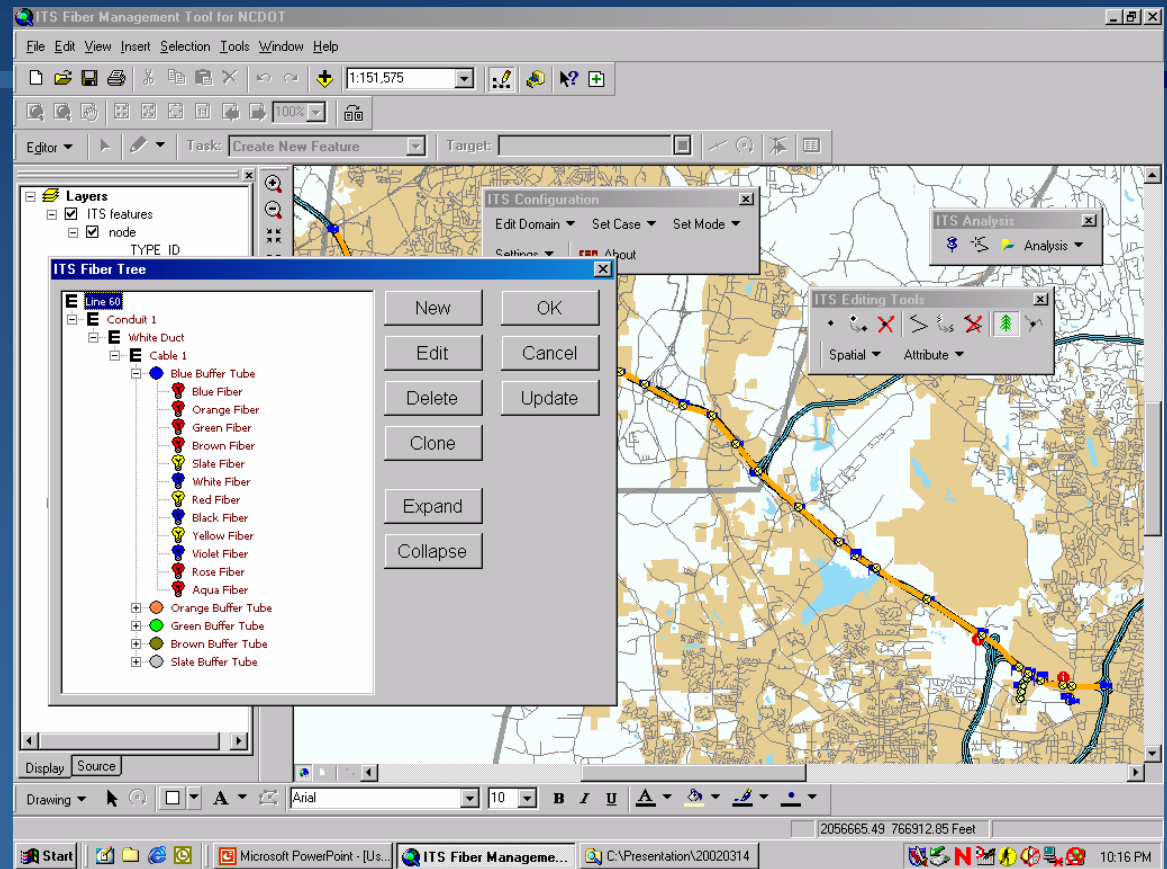 ITS Fiber Management Tool for NCDOT
File Edit View Insert Selection Tools Window Help
1:151,575
100%
Editor Task: Create New Feature Target:
Layers
ITS features
node
TYPE_ID
ITS Configuration
Edit Domain Set Case Set Mode
Settings About
ITS Analysis
Analysis
ITS Editing Tools
Spatial Attribute
ITS Fiber Tree
Line 60
Conduit 1
White Duct
Cable 1
Blue Buffer Tube
Blue Fiber
Orange Fiber
Green Fiber
Brown Fiber
Slate Fiber
White Fiber
Red Fiber
Black Fiber
Yellow Fiber
Violet Fiber
Rose Fiber
Aqua Fiber
Orange Buffer Tube
Green Buffer Tube
Brown Buffer Tube
Slate Buffer Tube
New OK
Edit Cancel
Delete Update
Clone
Expand
Collapse
Display Source
Drawing A Arial 10 B I U A
2056665.49 766912.85 Feet
Start Microsoft PowerPoint - [Us... ITS Fiber Manageme... C:\Presentation\20020314 N 10:16 PM